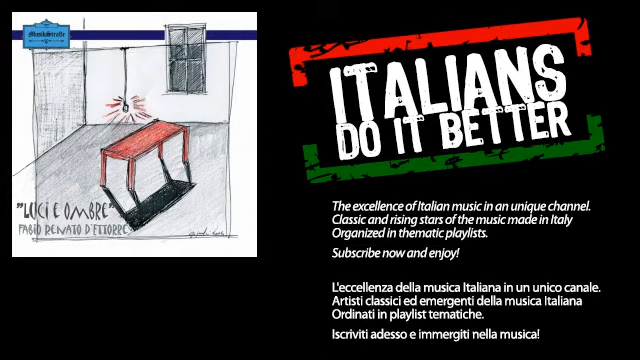 MusikStraße
"LUCI E OMBRE"
FABIO RENATO D'ETTORRE
ITALIANS
DO IT BETTER
The excellence of Italian music in an unique channel.
Classic and rising stars of the music made in Italy
Organized in thematic playlists.
Subscribe now and enjoy!
L'eccellenza della musica Italiana in un unico canale.
Artisti classici ed emergenti della musica Italiana
Ordinati in playlist tematiche.
Iscriviti adesso e immergiti nella musica!